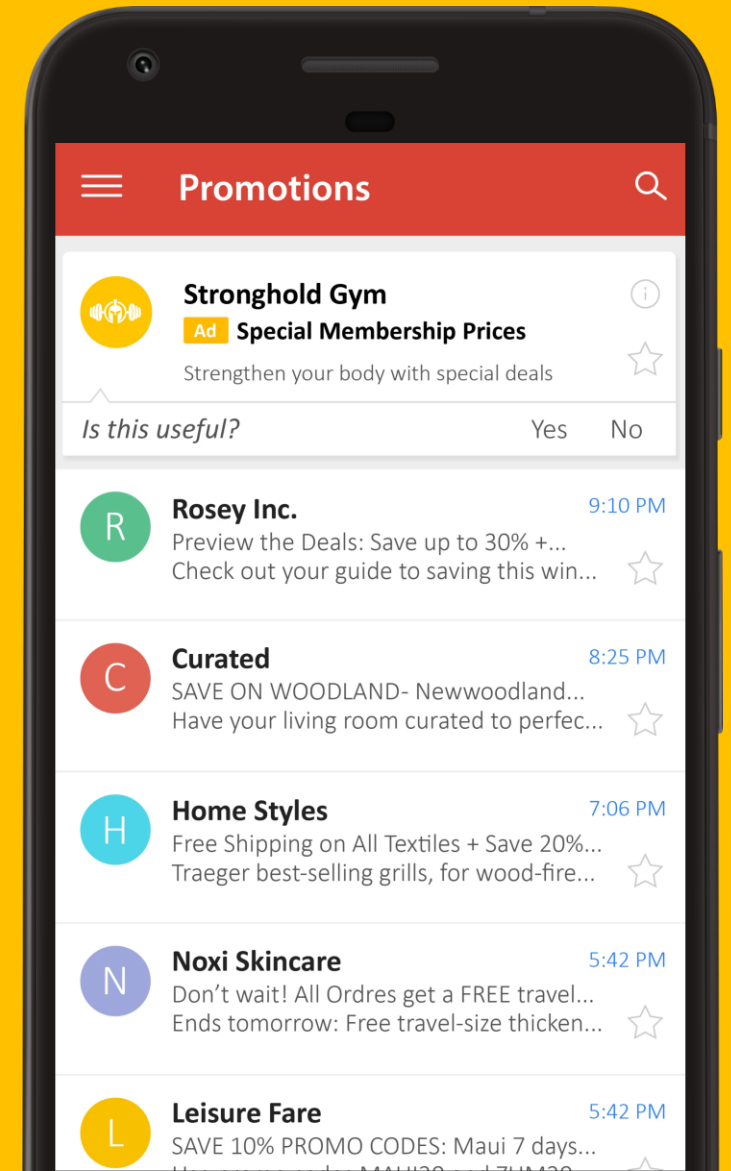 Promotions
Stronghold Gym
Ad Special Membership Prices
Strengthen your body with special deals
Is this useful? Yes No
R
Rosey Inc. 9:10 PM
Preview the Deals: Save up to 30% +...
Check out your guide to saving this win...
C
Curated 8:25 PM
SAVE ON WOODLAND- Newwoodland...
Have your living room curated to perfec...
H
Home Styles 7:06 PM
Free Shipping on All Textiles + Save 20%...
Traeger best-selling grills, for wood-fire...
N
Noxi Skincare 5:42 PM
Don't wait! All Ordres get a FREE travel...
Ends tomorrow: Free travel-size thicken...
L
Leisure Fare 5:42 PM
SAVE 10% PROMO CODES: Maui 7 days...